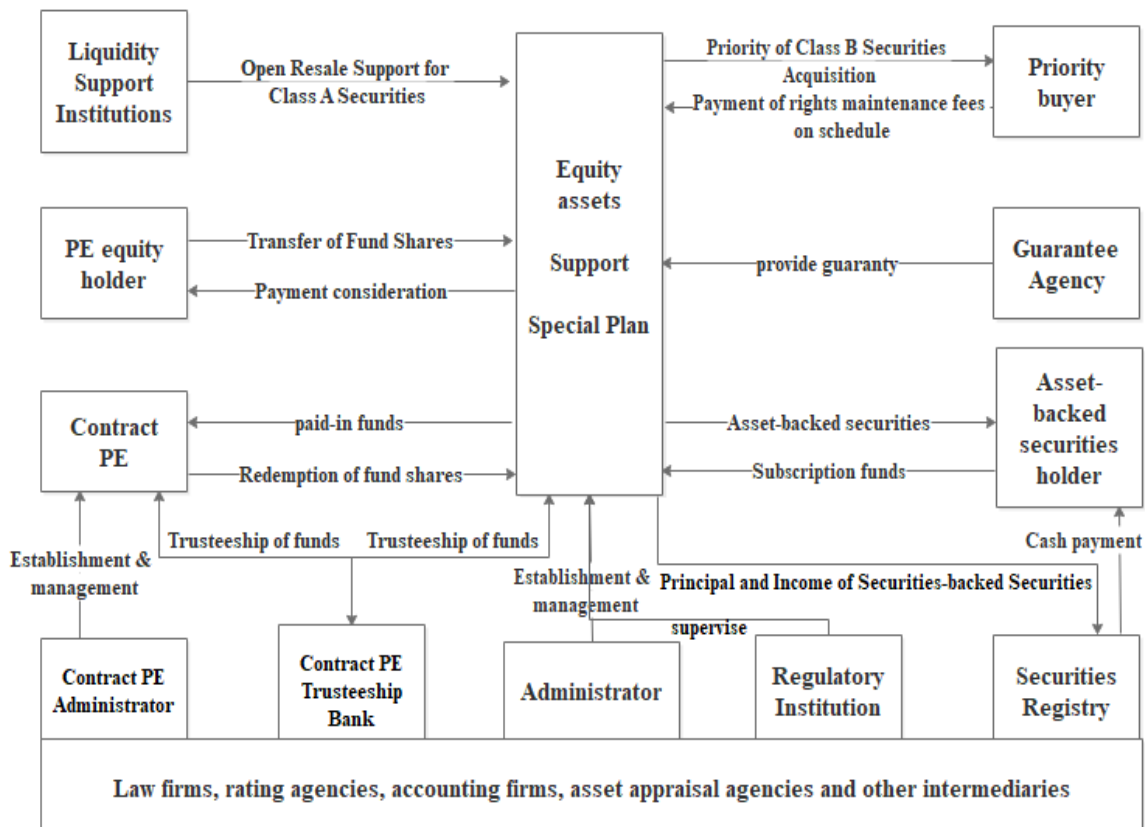 Liquidity
Support
Institutions
Open Resale Support for
Class A Securities
Priority of Class B Securities
Acquisition
Payment of rights maintenance fees
on schedule
Priority
buyer
Equity
assets
Support
Special Plan
PE equity
holder
Transfer of Fund Shares
Payment consideration
provide guaranty
Guarantee
Agency
Contract
PE
paid-in funds
Redemption of fund shares
Asset-backed securities
Subscription funds
Asset-
backed
securities
holder
Establishment &
management
Trusteeship of funds
Trusteeship of funds
Establishment &
management
supervise
Principal and Income of Securities-backed Securities
Cash payment
Contract PE
Administrator
Contract PE
Trusteeship
Bank
Administrator
Regulatory
Institution
Securities
Registry
Law firms, rating agencies, accounting firms, asset appraisal agencies and other intermediaries